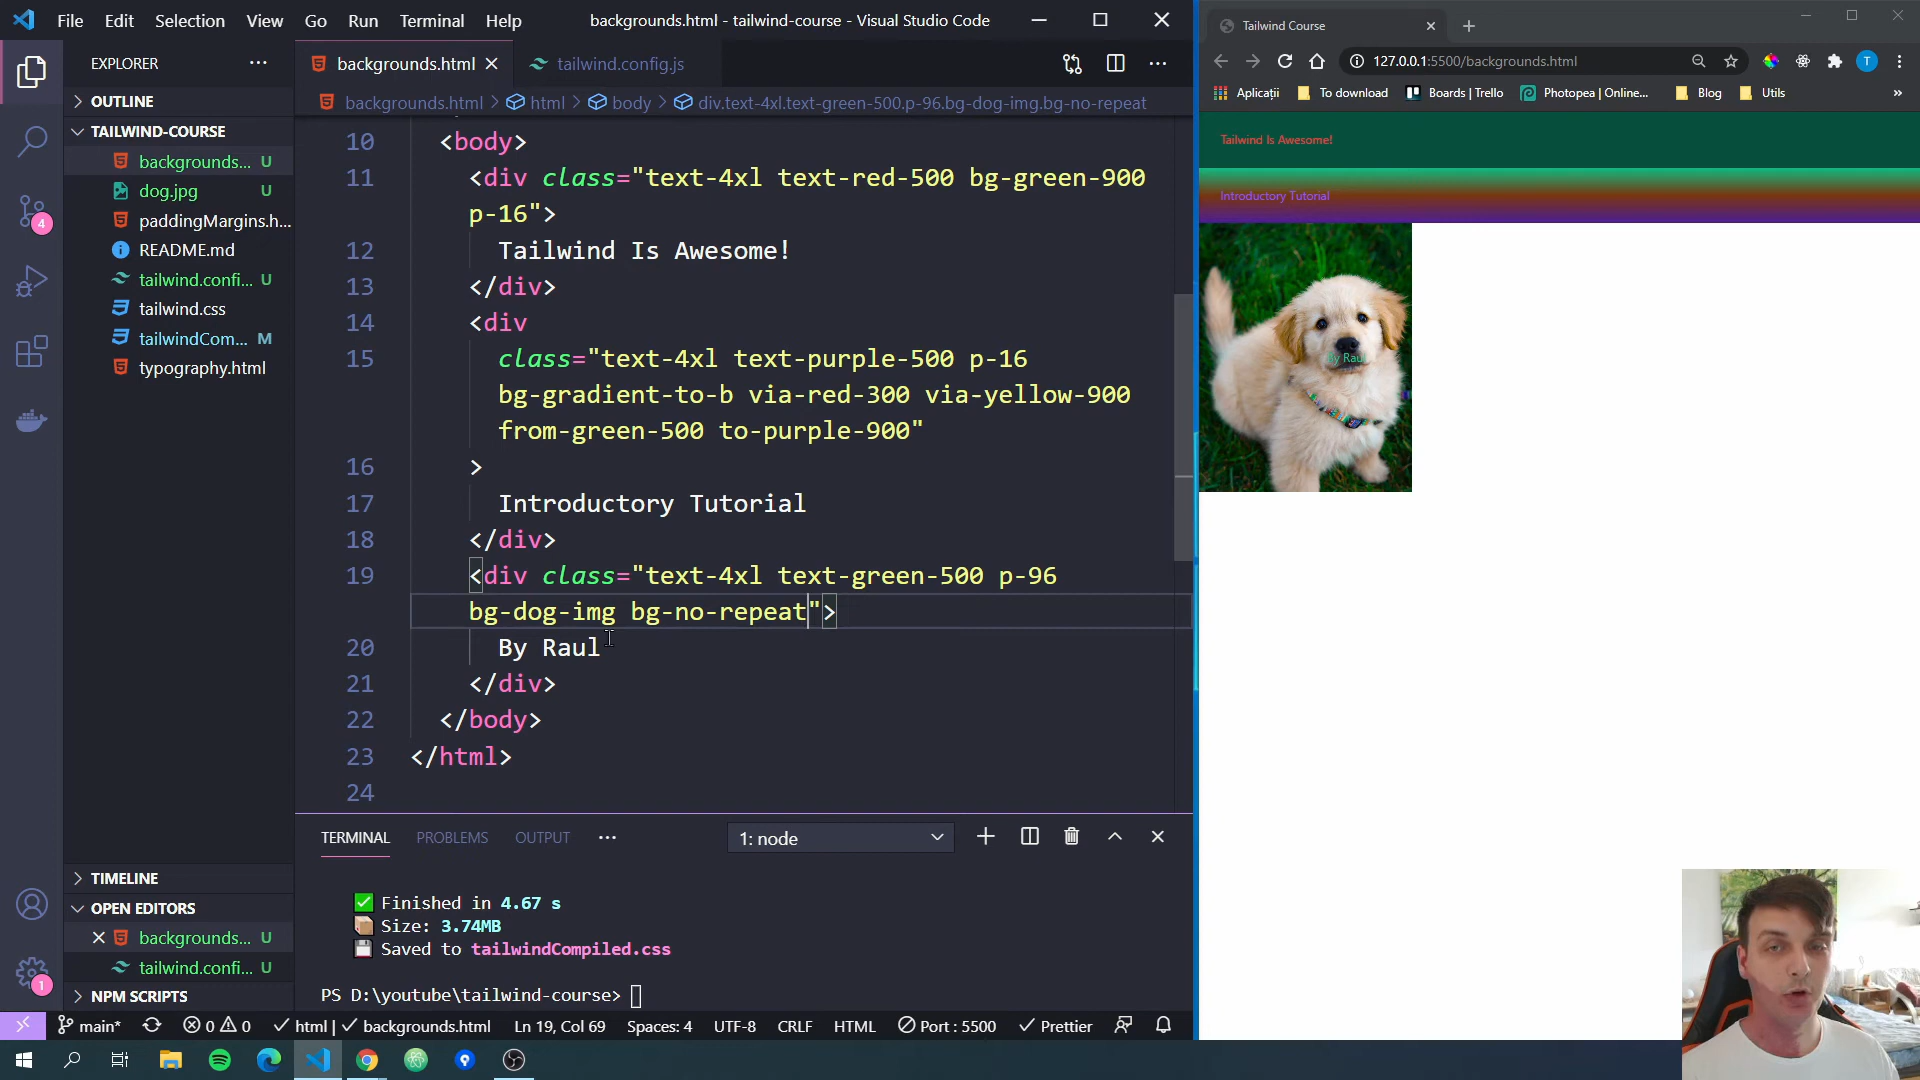 File Edit Selection View Go Run Terminal Help
backgrounds.html - tailwind-course - Visual Studio Code
EXPLORER
OUTLINE
TAILWIND-COURSE
backgrounds... U
dog.jpg U
paddingMargins.h...
README.md
tailwind.confi... U
tailwind.css
tailwindCom... M
typography.html
4
TIMELINE
OPEN EDITORS
backgrounds... U
tailwind.confi... U
NPM SCRIPTS
1
backgrounds.html tailwind.config.js
backgrounds.html > html > body > div.text-4xl.text-green-500.p-96.bg-dog-img.bg-no-repeat
10 <body>
11 <div class="text-4xl text-red-500 bg-green-900
p-16">
12 Tailwind Is Awesome!
13 </div>
14 <div
15 class="text-4xl text-purple-500 p-16
bg-gradient-to-b via-red-300 via-yellow-900
from-green-500 to-purple-900"
16 >
17 Introductory Tutorial
18 </div>
19 <div class="text-4xl text-green-500 p-96
bg-dog-img bg-no-repeat">
20 By Raul
21 </div>
22 </body>
23 </html>
24
TERMINAL PROBLEMS OUTPUT 1: node
Finished in 4.67 s
Size: 3.74MB
Saved to tailwindCompiled.css
PS D:\youtube\tailwind-course>
main* 0 0 html | backgrounds.html Ln 19, Col 69 Spaces: 4 UTF-8 CRLF HTML Port : 5500 Prettier
Tailwind Course
127.0.0.1:5500/backgrounds.html
T
Aplicații To download Boards | Trello Photopea | Online... Blog Utils »
Tailwind Is Awesome!
Introductory Tutorial
By Raul